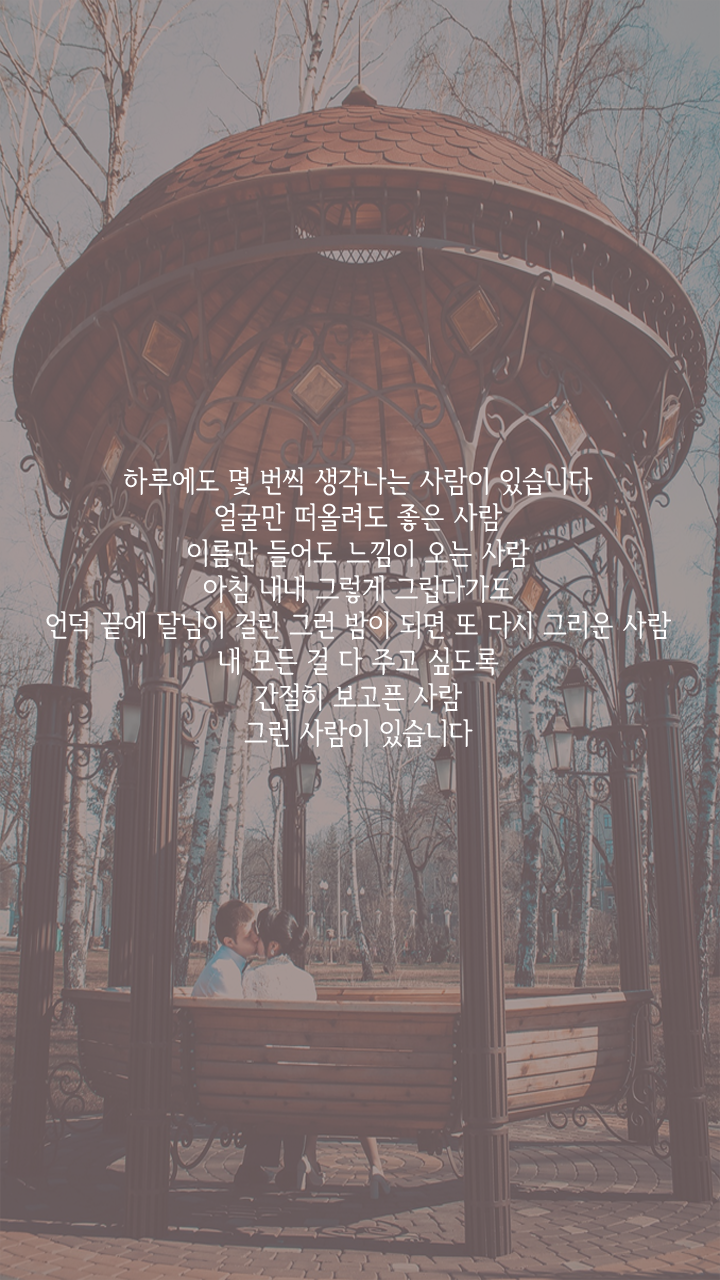 하루에도 몇 번씩 생각나는 사람이 있습니다
얼굴만 떠올려도 좋은 사람
이름만 들어도 느낌이 오는 사람
아침 내내 그렇게 그립다가도
언덕 끝에 달님이 걸린 그런 밤이 되면 또 다시 그리운 사람
내 모든 걸 다 주고 싶도록
간절히 보고픈 사람
그런 사람이 있습니다